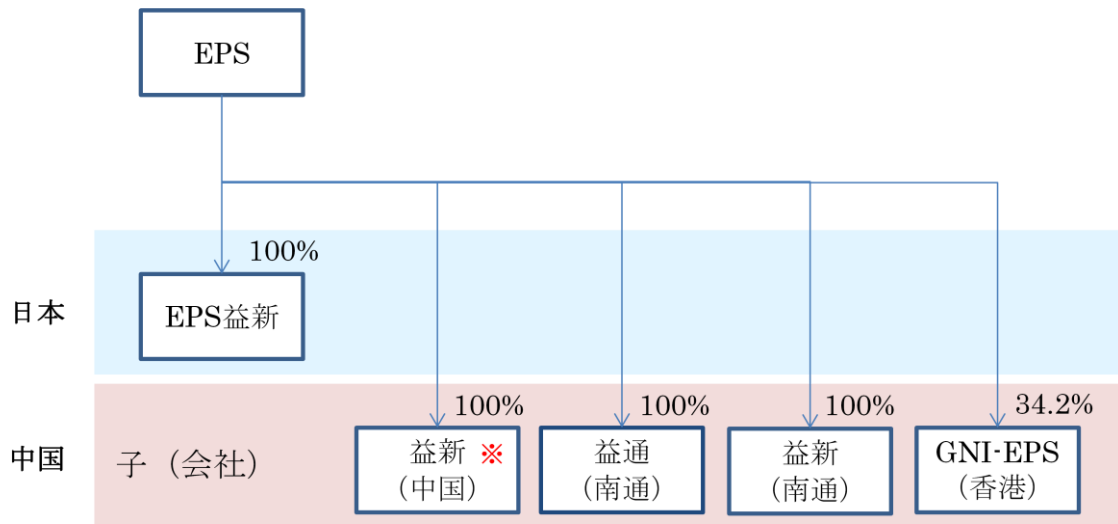 EPS
100%
日本
EPS益新
100%
100%
100%
34.2%
中国
子（会社）
益新 ※
（中国）
益通
（南通）
益新
（南通）
GNI-EPS
（香港）